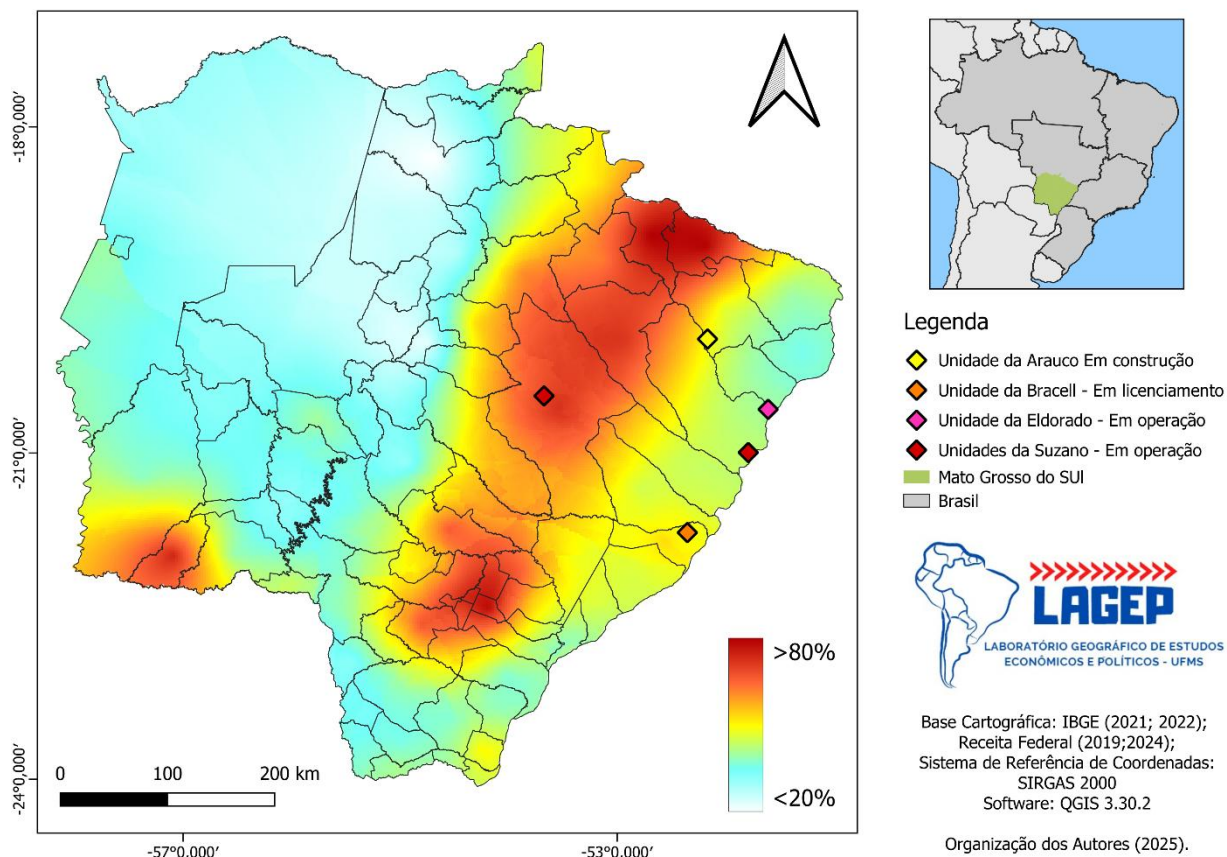 -18°0,000'
-21°0,000'
-24°0,000'
-57°0,000'
-53°0,000'
0 100 200 km
>80%
<20%
Legenda
Unidade da Arauco Em construção
Unidade da Bracell - Em licenciamento
Unidade da Eldorado - Em operação
Unidades da Suzano - Em operação
Mato Grosso do SUl
Brasil
LAGEP
LABORATÓRIO GEOGRÁFICO DE ESTUDOS
ECONÔMICOS E POLÍTICOS - UFMS
Base Cartográfica: IBGE (2021; 2022);
Receita Federal (2019;2024);
Sistema de Referência de Coordenadas:
SIRGAS 2000
Software: QGIS 3.30.2
Organização dos Autores (2025).